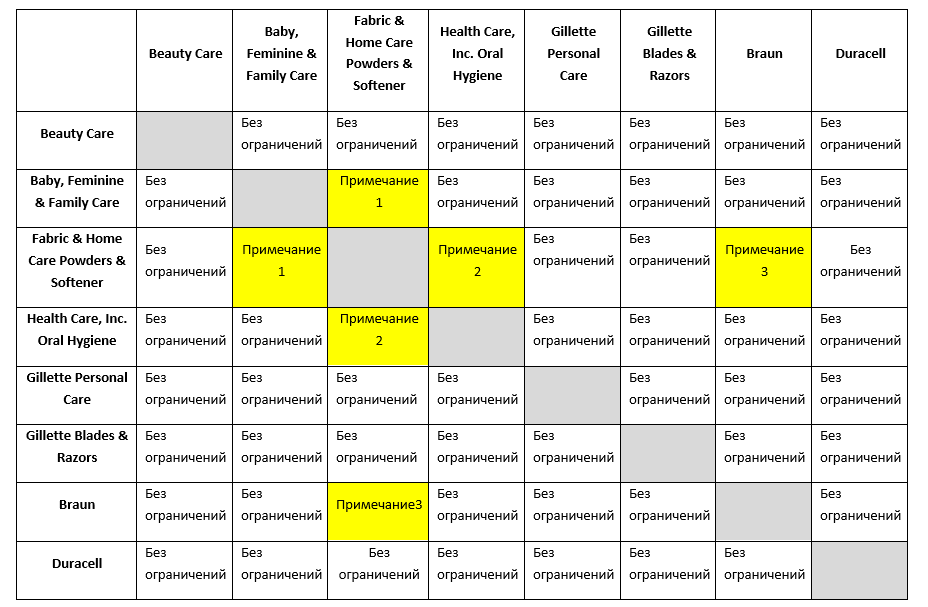 Beauty Care
Baby,
Feminine &
Family Care
Fabric &
Home Care
Powders &
Softener
Health Care,
Inc. Oral
Hygiene
Gillette
Personal
Care
Gillette
Blades &
Razors
Braun
Duracell
Beauty Care
Без
ограничений
Без
ограничений
Без
ограничений
Без
ограничений
Без
ограничений
Без
ограничений
Без
ограничений
Baby, Feminine
& Family Care
Без
ограничений
Примечание
1
Без
ограничений
Без
ограничений
Без
ограничений
Без
ограничений
Без
ограничений
Fabric & Home
Care Powders &
Softener
Без
ограничений
Примечание
1
Примечание
2
Без
ограничений
Без
ограничений
Примечание
3
Без
ограничений
Health Care, Inc.
Oral Hygiene
Без
ограничений
Без
ограничений
Примечание
2
Без
ограничений
Без
ограничений
Без
ограничений
Без
ограничений
Gillette Personal
Care
Без
ограничений
Без
ограничений
Без
ограничений
Без
ограничений
Без
ограничений
Без
ограничений
Без
ограничений
Gillette Blades &
Razors
Без
ограничений
Без
ограничений
Без
ограничений
Без
ограничений
Без
ограничений
Без
ограничений
Без
ограничений
Braun
Без
ограничений
Без
ограничений
Примечание3
Без
ограничений
Без
ограничений
Без
ограничений
Без
ограничений
Duracell
Без
ограничений
Без
ограничений
Без
ограничений
Без
ограничений
Без
ограничений
Без
ограничений
Без
ограничений